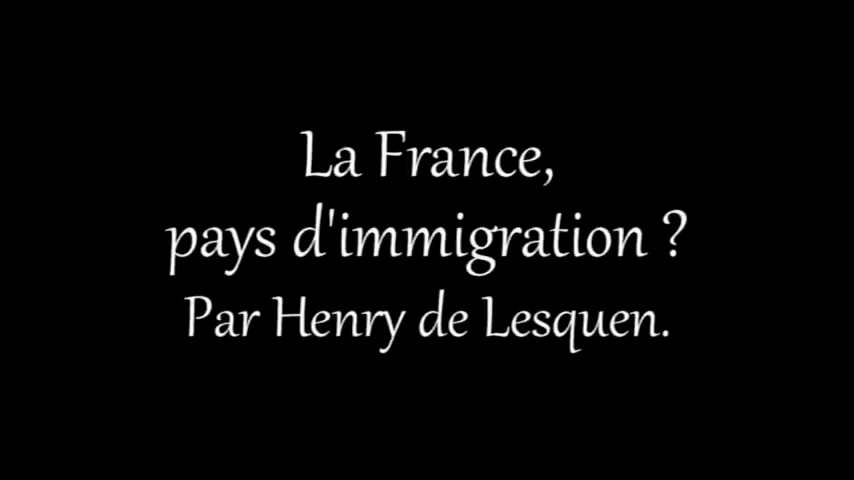 La France,
pays d'immigration ?
Par Henry de Lesquen.